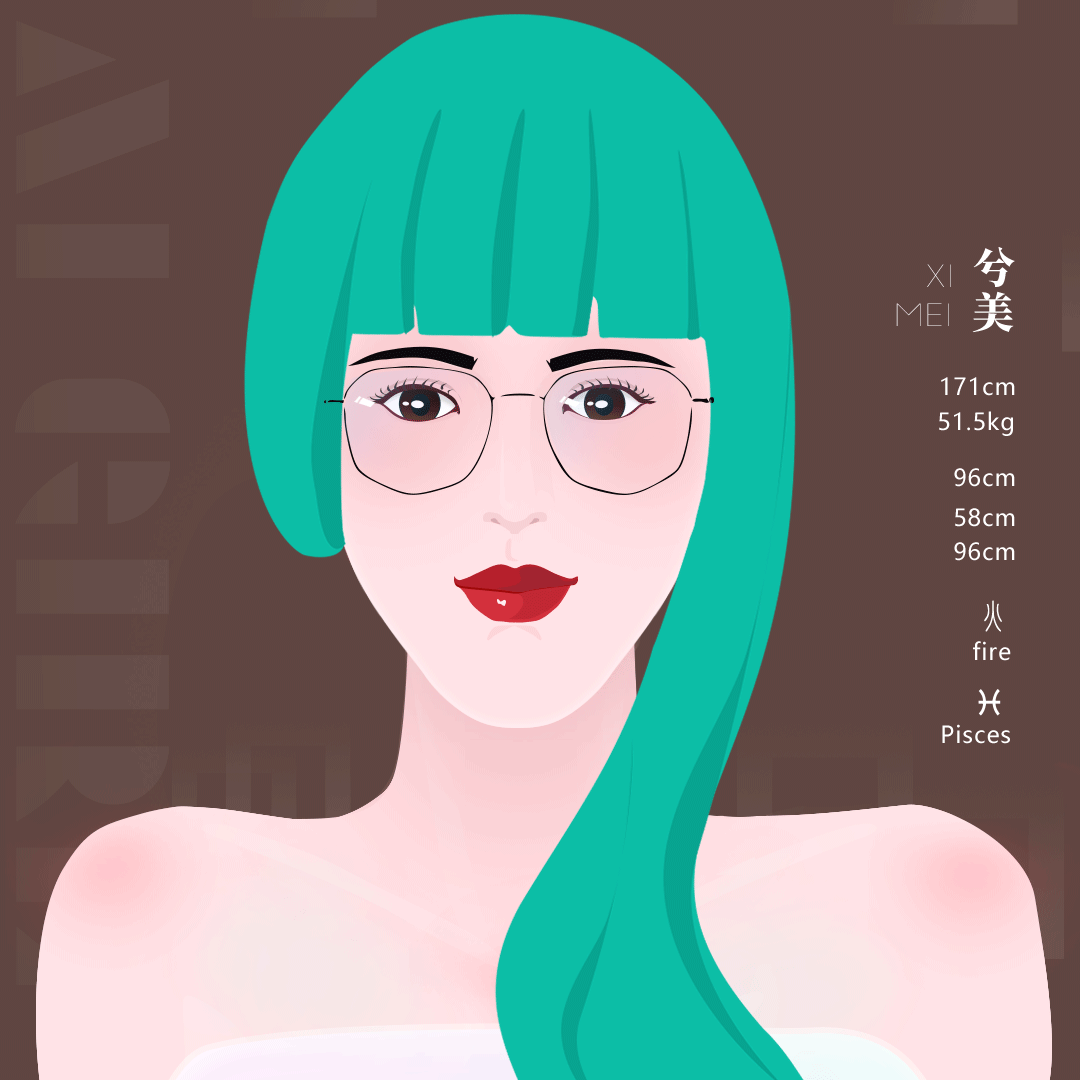 兮美
XI
MEI
171cm
51.5kg
96cm
58cm
96cm
火
fire
♓
Pisces